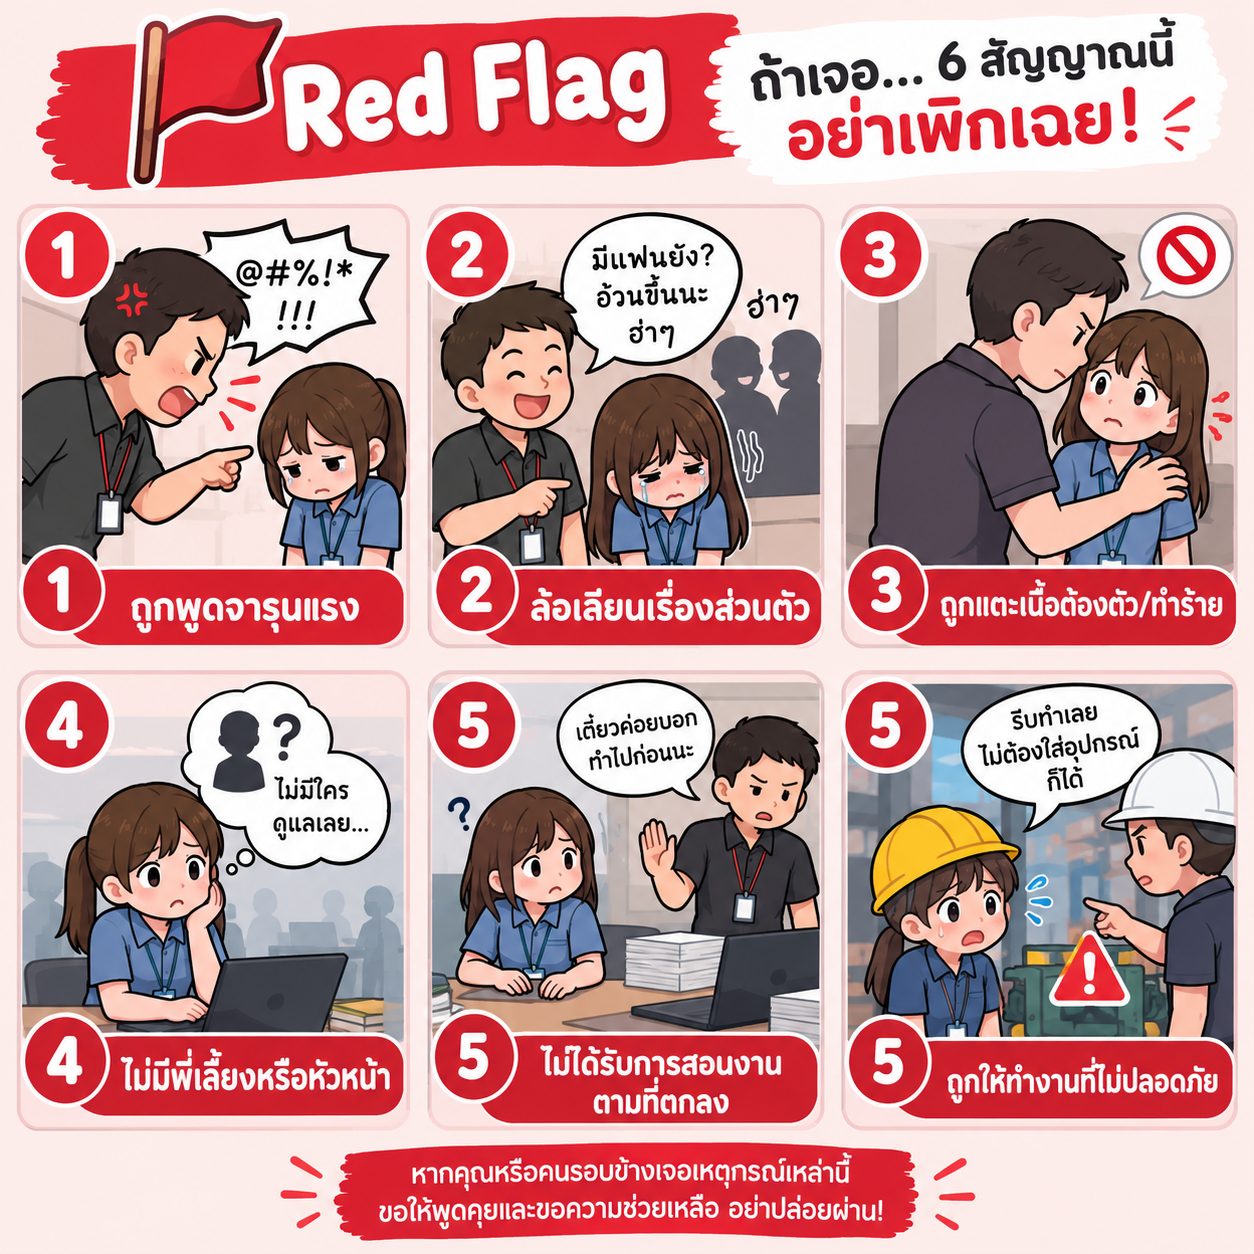 Red Flag
ถ้าเจอ... 6 สัญญาณนี้
อย่าเพิกเฉย!
1
@#%!*
!!!
1
ถูกพูดจารุนแรง
2
มีแฟนยัง?
อ้วนขึ้นนะ
ฮ่าๆ
ฮ่าๆ
2
ล้อเลียนเรื่องส่วนตัว
3
3
ถูกแตะเนื้อต้องตัว/ทำร้าย
4
?
ไม่มีใคร
ดูแลเลย...
4
ไม่มีพี่เลี้ยงหรือหัวหน้า
5
เตี๋ยวค่อยบอก
ทำไปก่อนนะ
?
5
ไม่ได้รับการสอนงาน
ตามที่ตกลง
5
รีบทำเลย
ไม่ต้องใส่อุปกรณ์
ก็ได้
!
5
ถูกให้ทำงานที่ไม่ปลอดภัย
หากคุณหรือคนรอบข้างเจอเหตุการณ์เหล่านี้
ขอให้พูดคุยและขอความช่วยเหลือ อย่าปล่อยผ่าน!